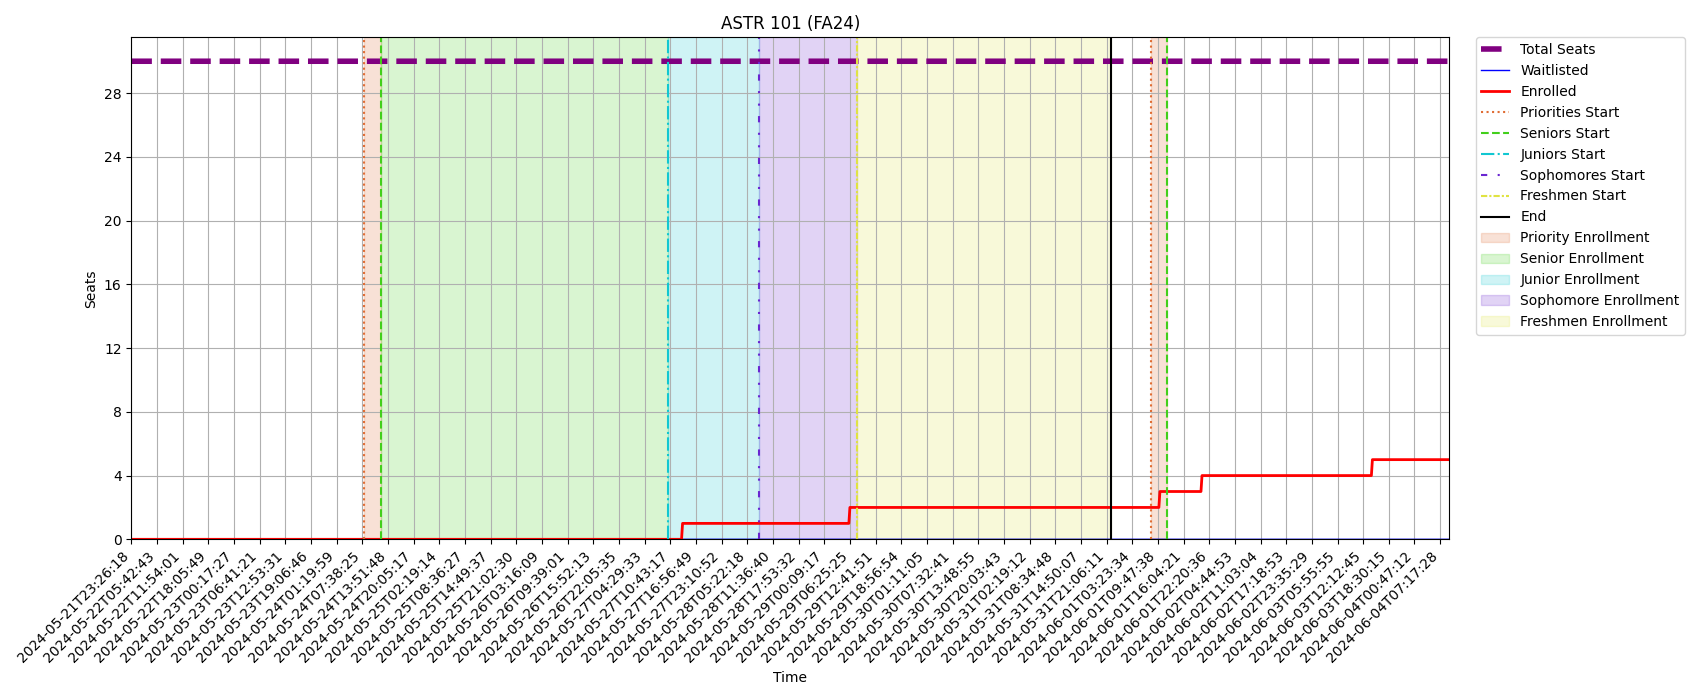 ASTR 101 (FA24)
Total Seats
Waitlisted
Enrolled
Priorities Start
Seniors Start
Juniors Start
Sophomores Start
Freshmen Start
End
Priority Enrollment
Senior Enrollment
Junior Enrollment
Sophomore Enrollment
Freshmen Enrollment
Seats
28
24
20
16
12
8
4
0
2024-05-21T23:26:18
2024-05-22T05:42:43
2024-05-22T11:54:01
2024-05-22T18:05:49
2024-05-23T00:17:27
2024-05-23T06:41:21
2024-05-23T12:53:31
2024-05-23T19:06:46
2024-05-24T01:19:59
2024-05-24T07:38:25
2024-05-24T13:51:48
2024-05-24T20:05:17
2024-05-25T02:19:14
2024-05-25T08:36:27
2024-05-25T14:49:37
2024-05-25T21:02:30
2024-05-26T03:16:09
2024-05-26T09:39:01
2024-05-26T15:52:13
2024-05-26T22:05:35
2024-05-27T04:29:33
2024-05-27T10:43:17
2024-05-27T16:56:49
2024-05-27T23:10:52
2024-05-28T05:22:18
2024-05-28T11:36:40
2024-05-28T17:53:32
2024-05-29T00:09:17
2024-05-29T06:25:25
2024-05-29T12:41:51
2024-05-29T18:56:54
2024-05-30T01:11:05
2024-05-30T07:32:41
2024-05-30T13:48:55
2024-05-30T20:03:43
2024-05-31T02:19:12
2024-05-31T08:34:48
2024-05-31T14:50:07
2024-05-31T21:06:11
2024-06-01T03:23:34
2024-06-01T09:47:38
2024-06-01T16:04:21
2024-06-01T22:20:36
2024-06-02T04:44:53
2024-06-02T11:03:04
2024-06-02T17:18:53
2024-06-02T23:35:29
2024-06-03T05:55:55
2024-06-03T12:12:45
2024-06-03T18:30:15
2024-06-04T00:47:12
2024-06-04T07:17:28
Time